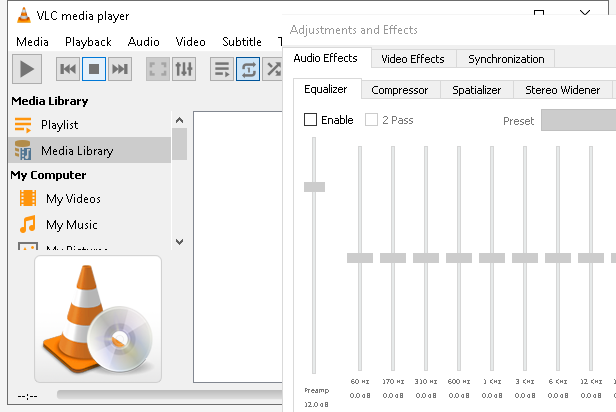 VLC media player
Media Playback Audio Video Subtitle T
Media Library
Playlist
Media Library
My Computer
My Videos
My Music
My Pictures
--:--
Adjustments and Effects
Audio Effects Video Effects Synchronization
Equalizer Compressor Spatializer Stereo Widener
Enable 2 Pass Preset
60 Hz 170 Hz 310 Hz 600 Hz 1 KHz 3 KHz 6 KHz 12 KHz
Preamp 0.0 dB 0.0 dB 0.0 dB 0.0 dB 0.0 dB 0.0 dB 0.0 dB 0.0 dB
12.0 dB